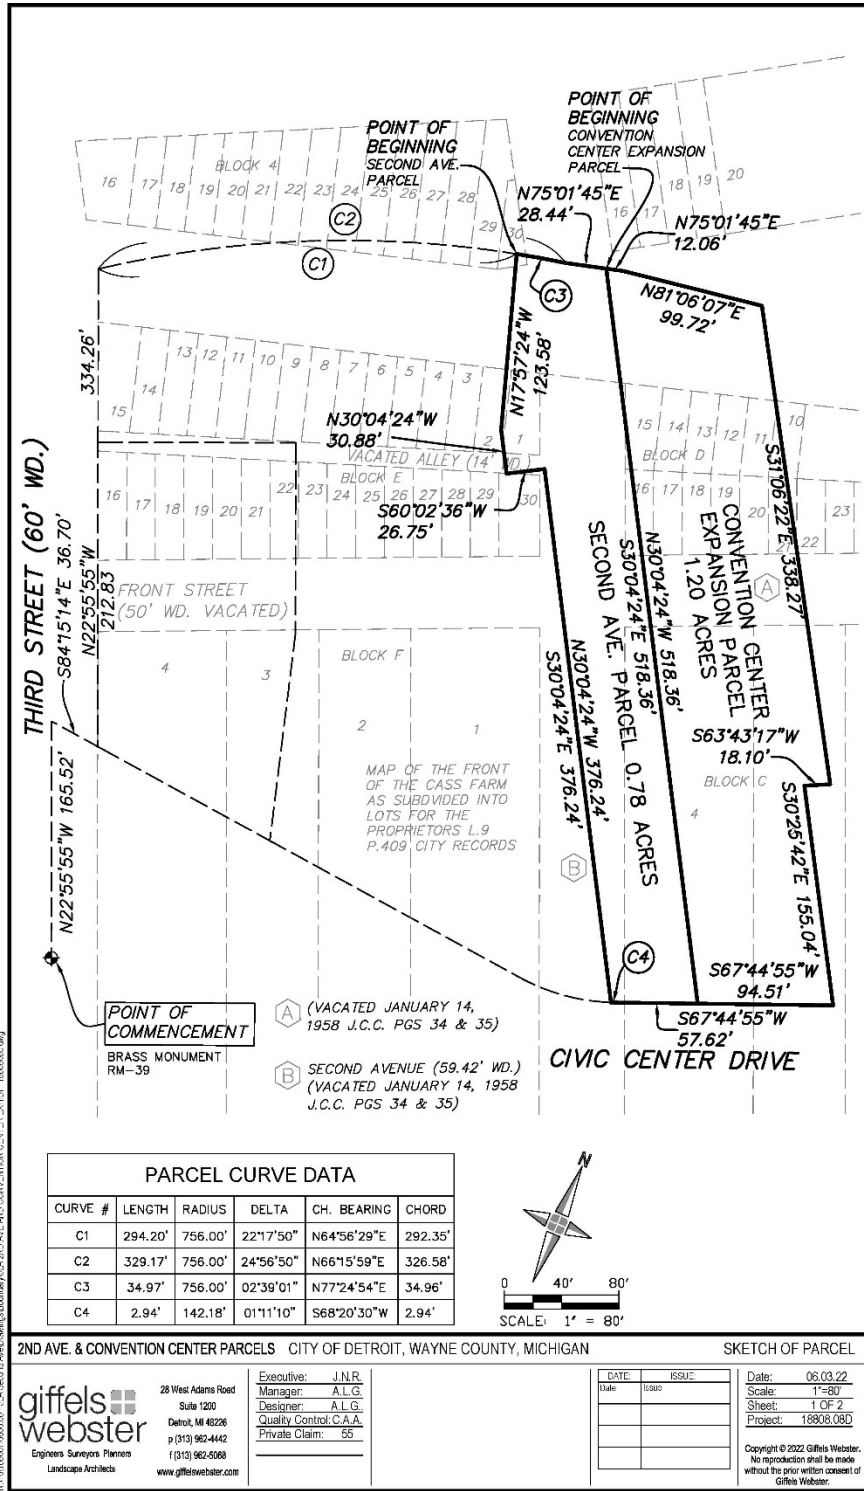 POINT OF
BEGINNING
SECOND AVE.
PARCEL
POINT OF
BEGINNING
CONVENTION
CENTER EXPANSION
PARCEL
N75°01'45"E
28.44'
N75°01'45"E
12.06'
N81°06'07"E
99.72'
BLOCK 4
16 17 18 19 20 21 22 23 24 25 26 27 28 29 30
16 17 18 19 20
C2
C1
C3
334.26'
N17°57'24"W
123.58'
13 12 11 10 9 8 7 6 5 4 3
14
15
2 1
N30°04'24"W
30.88'
VACATED ALLEY (14' WD.)
BLOCK E
16 17 18 19 20 21 22 23 24 25 26 27 28 29 30
S60°02'36"W
26.75'
15 14 13 12 11 10
BLOCK D
16 17 18 19 20 21 22 23
S31°06'22"E 338.27'
THIRD STREET (60' WD.)
S84°15'14"E 36.70'
N22°55'55"W
212.83
FRONT STREET
(50' WD. VACATED)
4
3
BLOCK F
2
1
MAP OF THE FRONT
OF THE CASS FARM
AS SUBDVIDED INTO
LOTS FOR THE
PROPRIETORS L.9
P.409 CITY RECORDS
N30°04'24"W 376.24'
S30°04'24"E 376.24'
SECOND AVE. PARCEL 0.78 ACRES
N30°04'24"W 518.36'
S30°04'24"E 518.36'
CONVENTION CENTER
EXPANSION PARCEL
1.20 ACRES
A
S63°43'17"W
18.10'
BLOCK C
4
S30°25'42"E 155.04'
B
N22°55'55"W 165.52'
C4
S67°44'55"W
94.51'
S67°44'55"W
57.62'
CIVIC CENTER DRIVE
POINT OF
COMMENCEMENT
BRASS MONUMENT
RM-39
A (VACATED JANUARY 14,
1958 J.C.C. PGS 34 & 35)
B SECOND AVENUE (59.42' WD.)
(VACATED JANUARY 14, 1958
J.C.C. PGS 34 & 35)
PARCEL CURVE DATA
CURVE # LENGTH RADIUS DELTA CH. BEARING CHORD
C1 294.20' 756.00' 22°17'50" N64°56'29"E 292.35'
C2 329.17' 756.00' 24°56'50" N66°15'59"E 326.58'
C3 34.97' 756.00' 02°39'01" N77°24'54"E 34.96'
C4 2.94' 142.18' 01°11'10" S68°20'30"W 2.94'
N
0 40' 80'
SCALE: 1" = 80'
2ND AVE. & CONVENTION CENTER PARCELS CITY OF DETROIT, WAYNE COUNTY, MICHIGAN SKETCH OF PARCEL
giffels
webster
Engineers Surveyors Planners
Landscape Architects
28 West Adams Road
Suite 1200
Detroit, MI 48226
p (313) 962-4442
f (313) 962-5068
www.giffelswebster.com
Executive: J.N.R.
Manager: A.L.G.
Designer: A.L.G.
Quality Control: C.A.A.
Private Claim: 55
DATE: ISSUE:
Date Issue
Date: 06.03.22
Scale: 1"=80'
Sheet: 1 OF 2
Project: 18808.08D
Copyright © 2022 Giffels Webster.
No reproduction shall be made
without the prior written consent of
Giffels Webster.